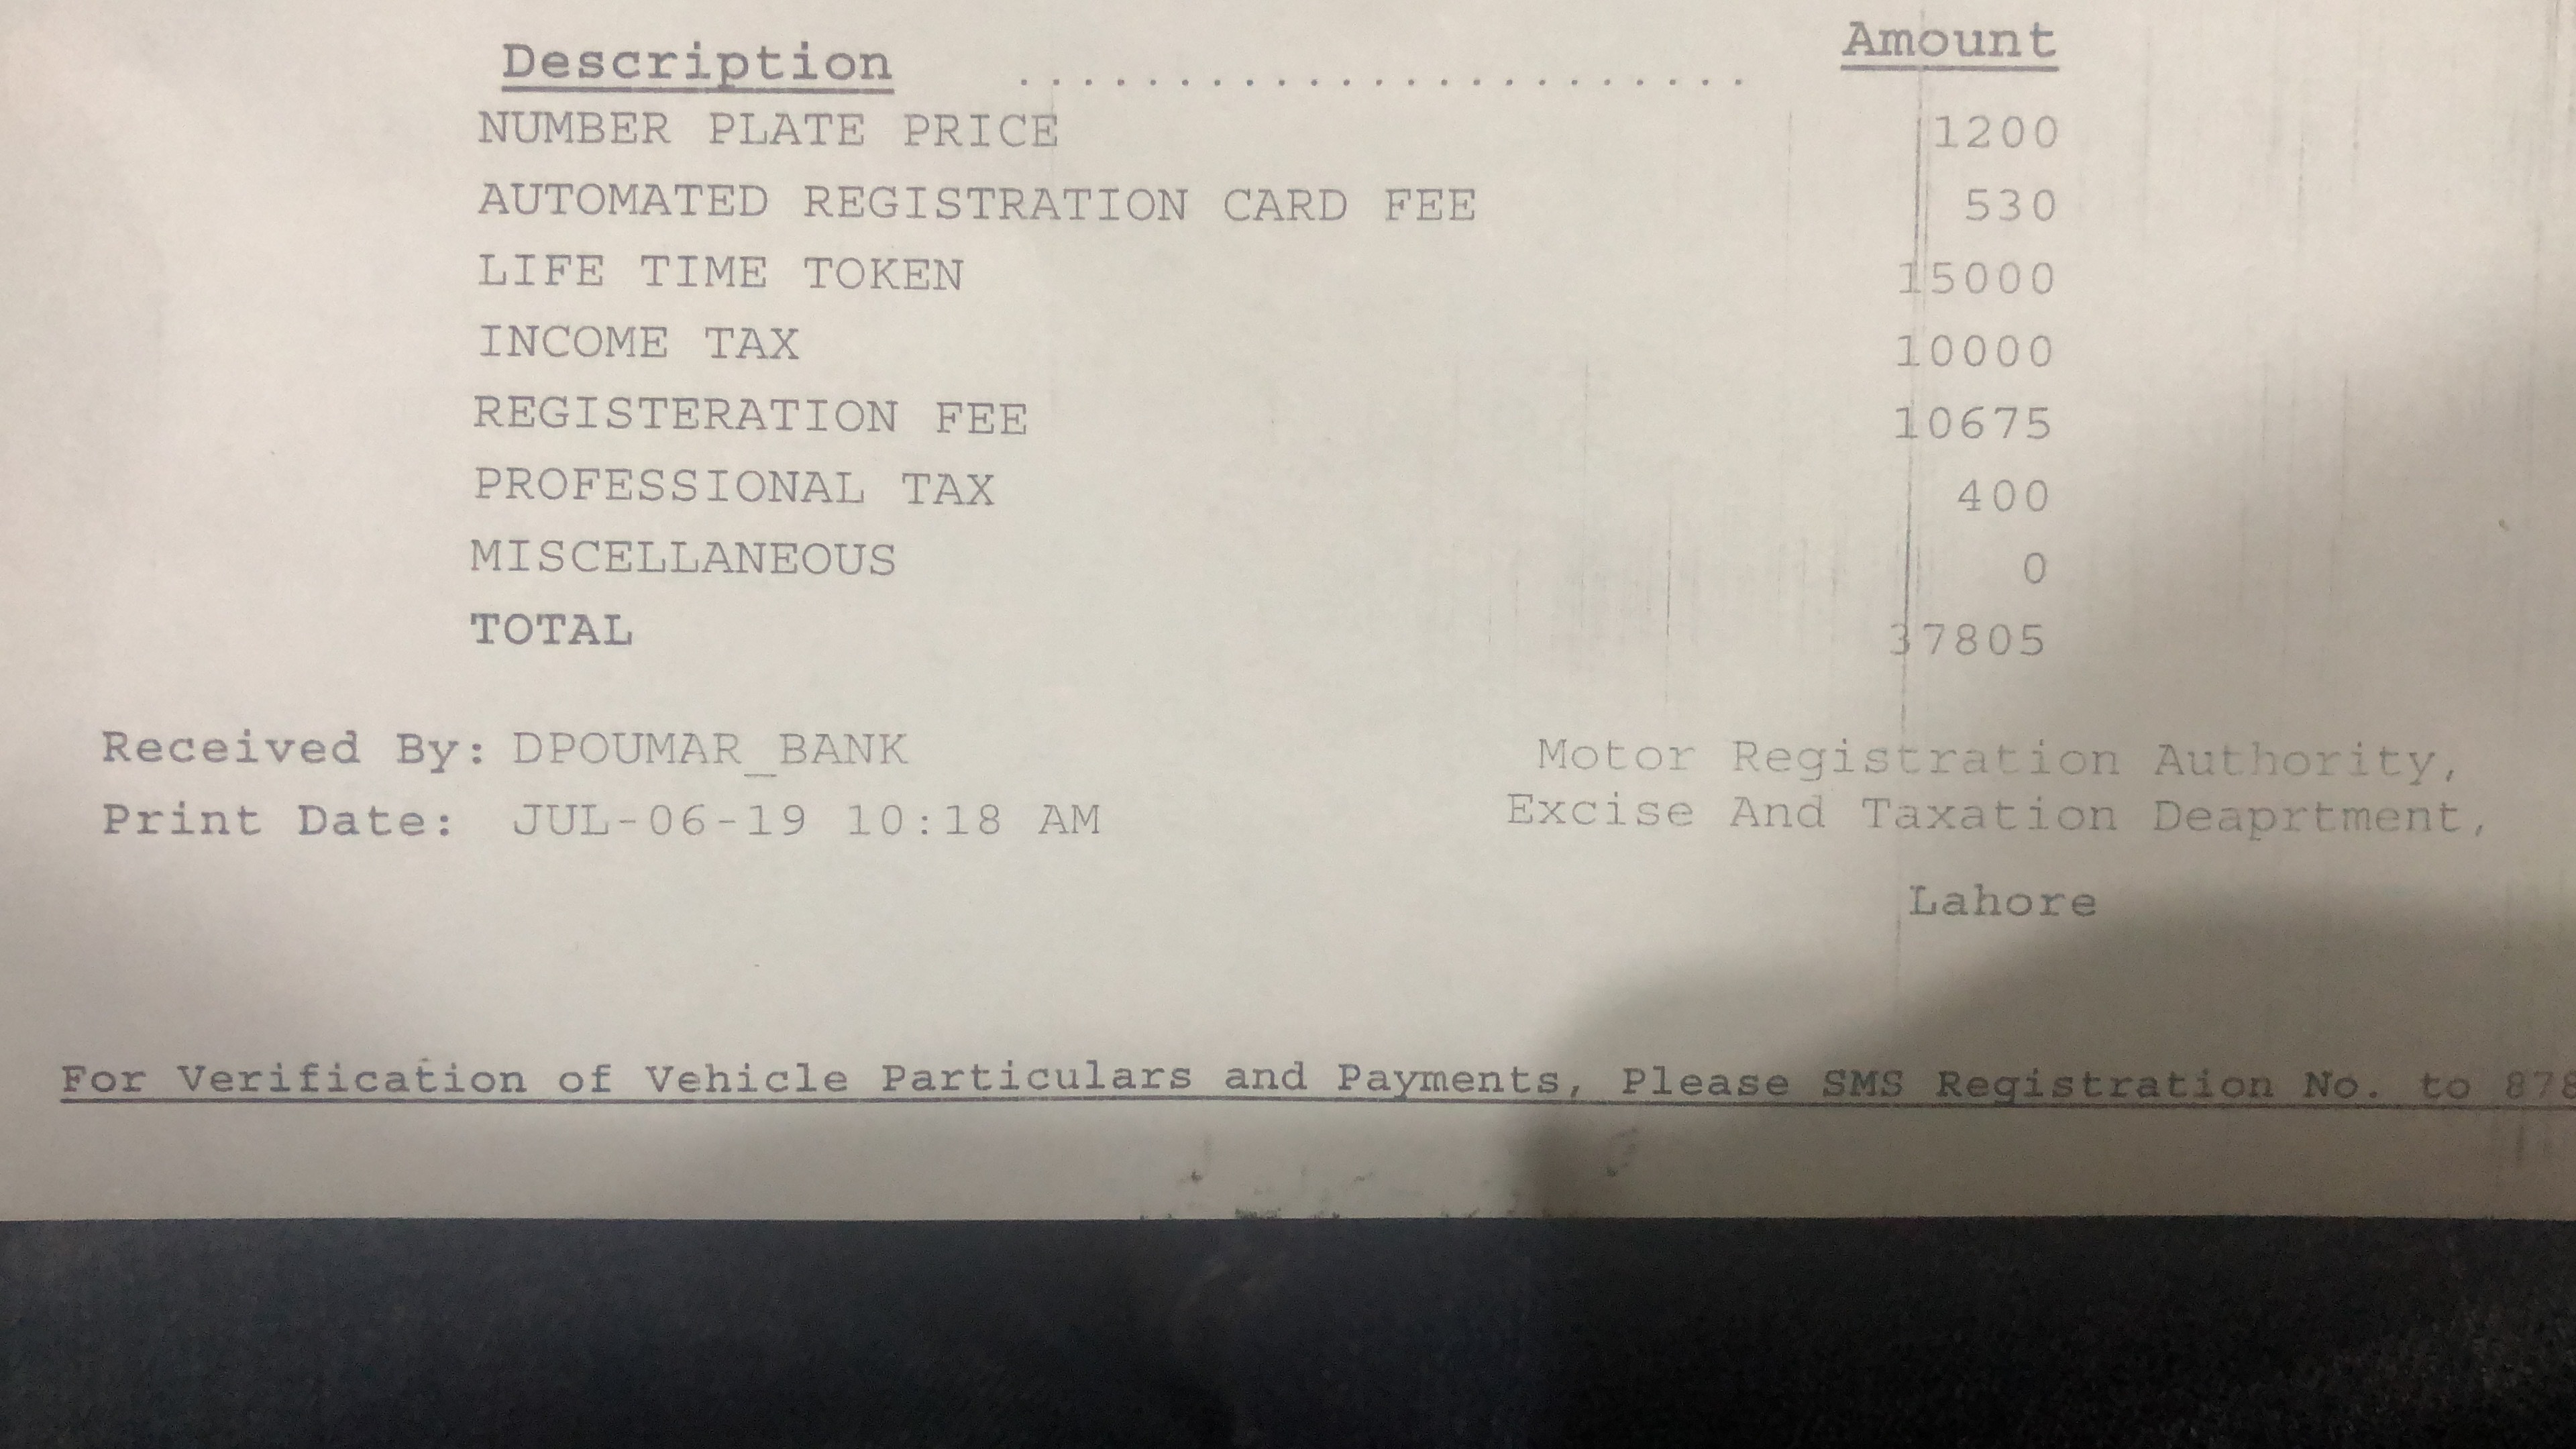 Description ........................ Amount
NUMBER PLATE PRICE 1200
AUTOMATED REGISTRATION CARD FEE 530
LIFE TIME TOKEN 15000
INCOME TAX 10000
REGISTERATION FEE 10675
PROFESSIONAL TAX 400
MISCELLANEOUS 0
TOTAL 37805
Received By: DPOUMAR_BANK
Print Date: JUL-06-19 10:18 AM
Motor Registration Authority,
Excise And Taxation Deaprtment,
Lahore
For Verification of Vehicle Particulars and Payments, Please SMS Registration No. to